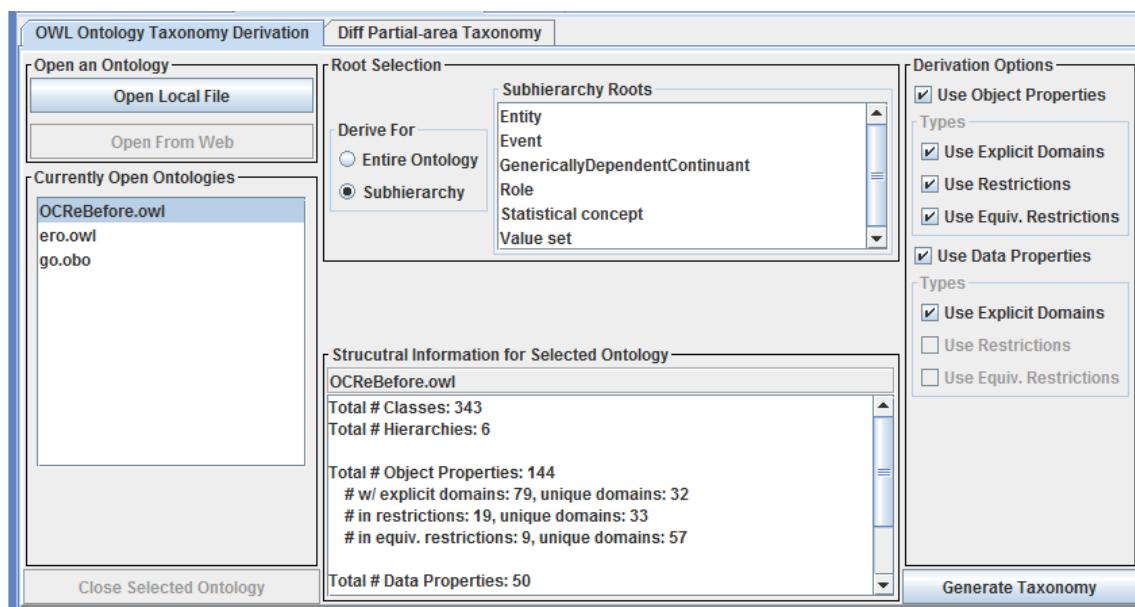 OWL Ontology Taxonomy Derivation
Diff Partial-area Taxonomy
Open an Ontology
Open Local File
Open From Web
Currently Open Ontologies
OCReBefore.owl
ero.owl
go.obo
Close Selected Ontology
Root Selection
Derive For
Entire Ontology
Subhierarchy
Subhierarchy Roots
Entity
Event
GenericallyDependentContinuant
Role
Statistical concept
Value set
Strucutral Information for Selected Ontology
OCReBefore.owl
Total # Classes: 343
Total # Hierarchies: 6
Total # Object Properties: 144
# w/ explicit domains: 79, unique domains: 32
# in restrictions: 19, unique domains: 33
# in equiv. restrictions: 9, unique domains: 57
Total # Data Properties: 50
Derivation Options
Use Object Properties
Types
Use Explicit Domains
Use Restrictions
Use Equiv. Restrictions
Use Data Properties
Types
Use Explicit Domains
Use Restrictions
Use Equiv. Restrictions
Generate Taxonomy